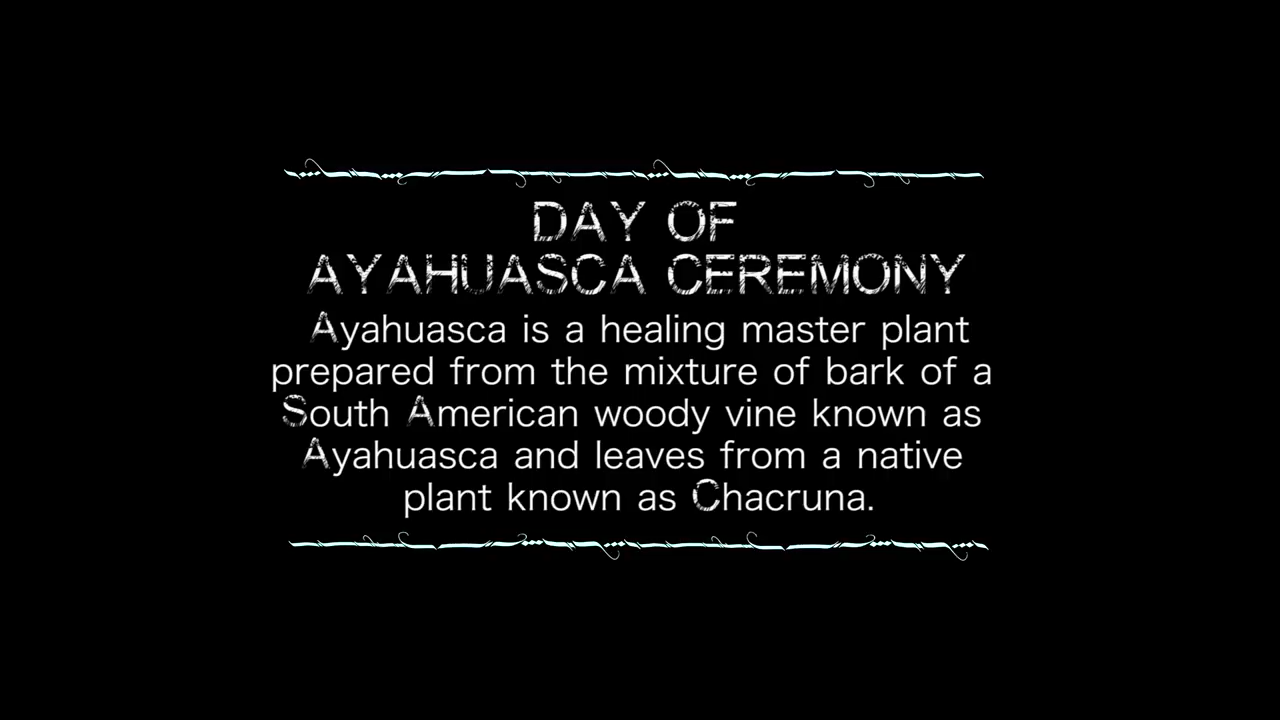 DAY OF
AYAHUASCA CEREMONY
Ayahuasca is a healing master plant
prepared from the mixture of bark of a
South American woody vine known as
Ayahuasca and leaves from a native
plant known as Chacruna.